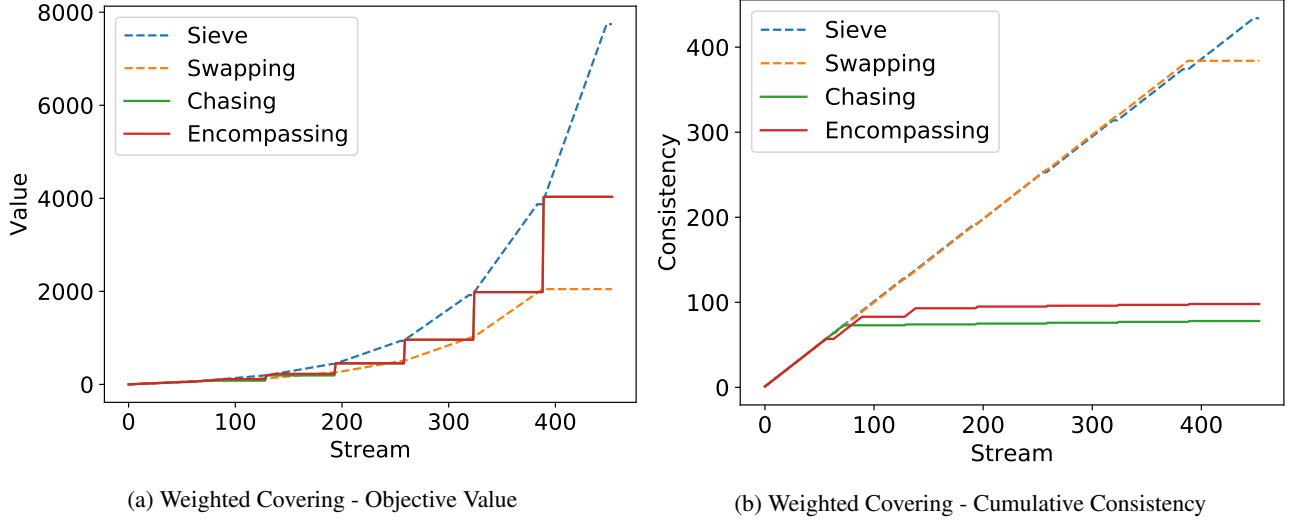 8000
6000
4000
2000
0
Value
Sieve
Swapping
Chasing
Encompassing
0 100 200 300 400
Stream
(a) Weighted Covering - Objective Value
400
300
200
100
0
Consistency
Sieve
Swapping
Chasing
Encompassing
0 100 200 300 400
Stream
(b) Weighted Covering - Cumulative Consistency